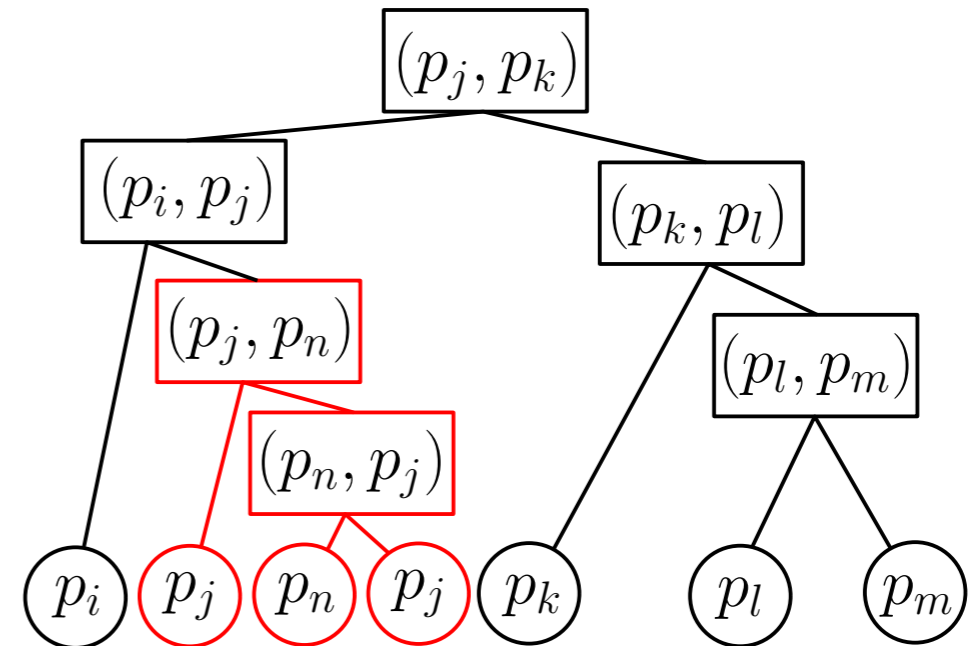 (p_j, p_k)
(p_i, p_j)
(p_k, p_l)
(p_j, p_n)
(p_l, p_m)
(p_n, p_j)
p_i
p_j
p_n
p_j
p_k
p_l
p_m